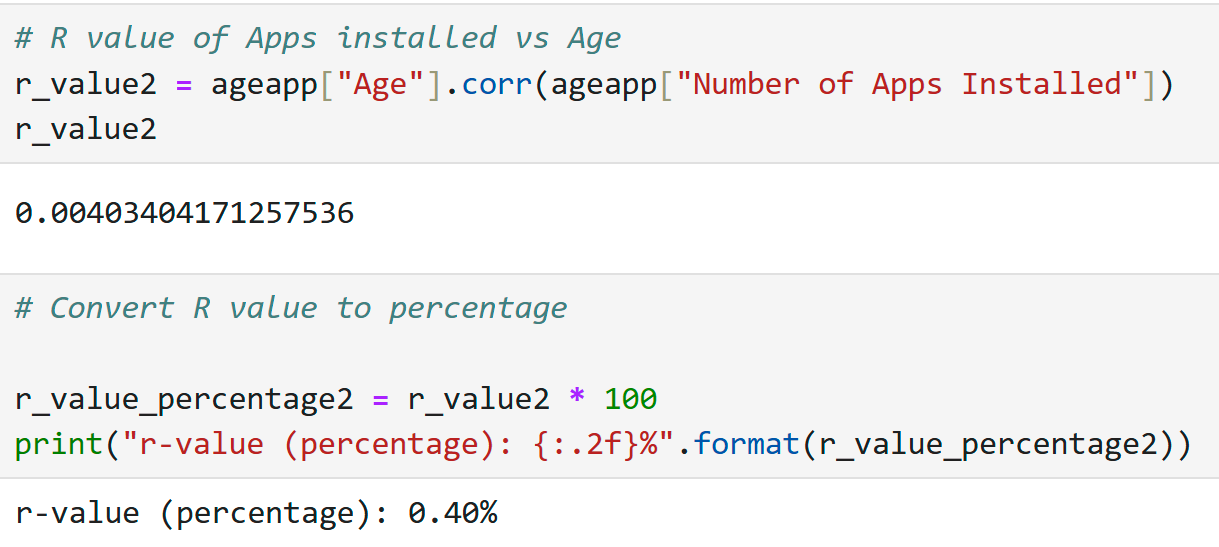 # R value of Apps installed vs Age
r_value2 = ageapp["Age"].corr(ageapp["Number of Apps Installed"])
r_value2
0.00403404171257536
# Convert R value to percentage
r_value_percentage2 = r_value2 * 100
print("r-value (percentage): {:.2f}%".format(r_value_percentage2))
r-value (percentage): 0.40%